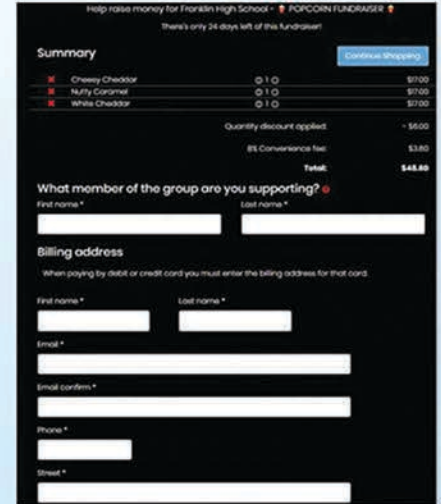 Help raise money for Franklin High School - 🍿 POPCORN FUNDRAISER 🍿
There's only 24 days left of this fundraiser!
Summary
Continue Shopping
Cheesy Cheddar 1 $17.00
Nutty Caramel 1 $17.00
White Cheddar 1 $17.00
Quantity discount applied: - $6.00
8% Convenience fee: $3.80
Total: $48.80
What member of the group are you supporting?
First name * Last name *
Billing address
When paying by debit or credit card you must enter the billing address for that card.
First name * Last name *
Email *
Email confirm *
Phone *
Street *